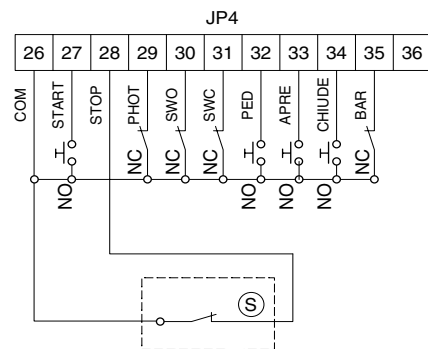 JP4
26 27 28 29 30 31 32 33 34 35 36
COM START STOP PHOT SWO SWC PED APRE CHIUDE BAR
NO NC NC NC NO NO NO NC
S